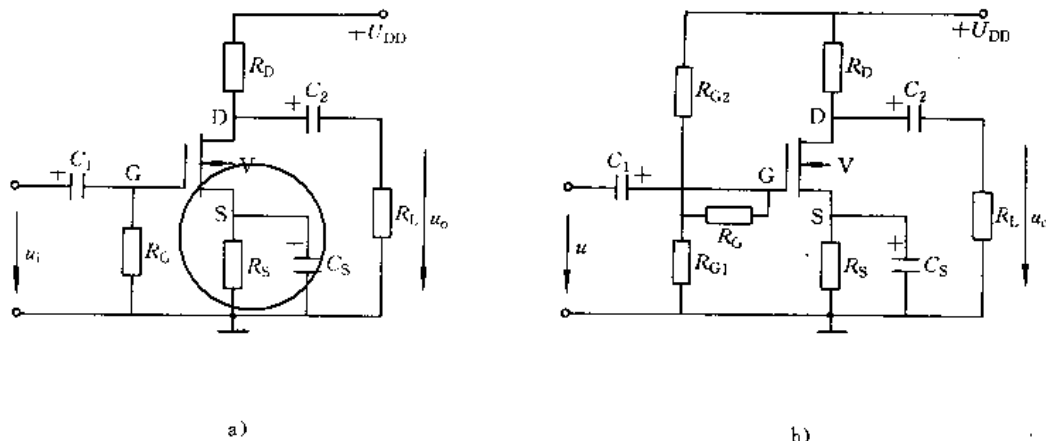 +U_DD
R_D
C_2
+
D
C_1
+
G
V
S
+
R_L
u_o
u_i
R_G
R_S
C_S
a)
+U_DD
R_G2
R_D
C_2
+
D
C_1
+
G
V
S
R_G
+
R_L
u_o
u
R_G1
R_S
C_S
b)